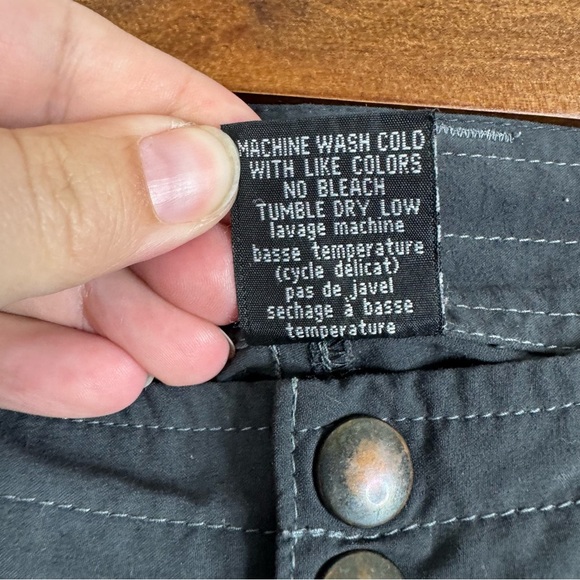 MACHINE WASH COLD
WITH LIKE COLORS
NO BLEACH
TUMBLE DRY LOW
lavage machine
basse temperature
(cycle délicat)
pas de javel
sechage à basse
temperature